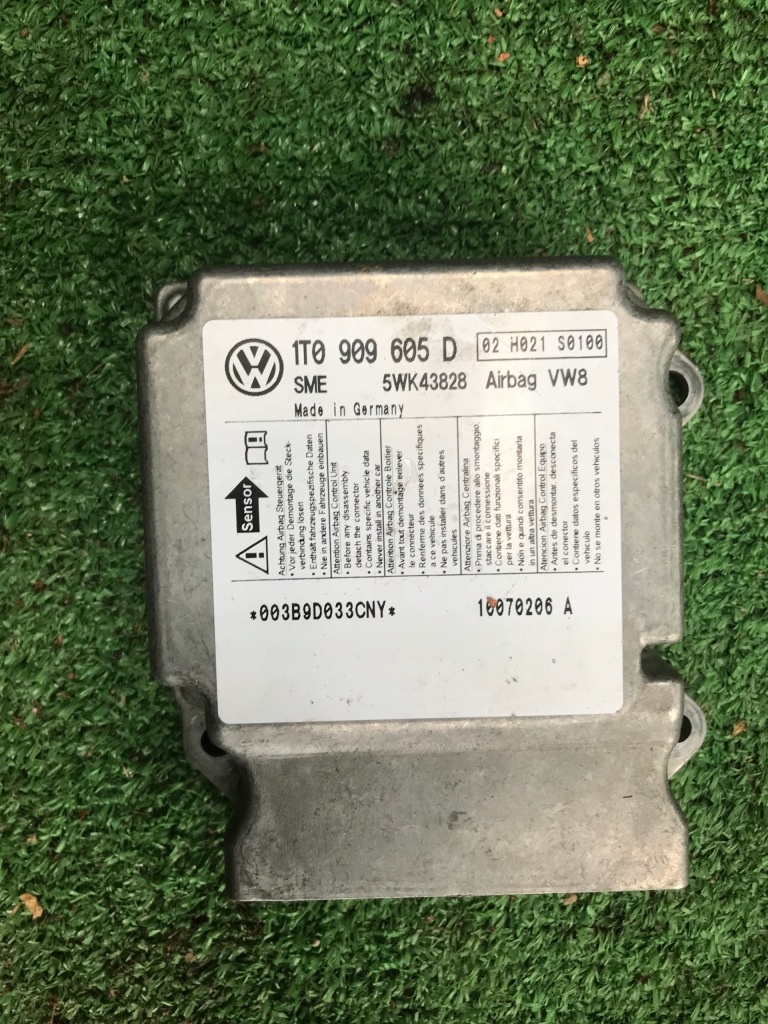 1T0 909 605 D
02 H021 S0100
SME 5WK43828 Airbag VW8
Made in Germany
Sensor
Achtung Airbag Steuergerät
• Vor jeder Demontage die Steck-
verbindung lösen
• Enthält fahrzeugspezifische Daten
• Nie in andere Fahrzeuge einbauen
Attention Airbag Control Unit
• Before any disassembly
detach the connector
• Contains specific vehicle data
• Never install in another car
Attention Airbag Controle Boitier
• Avant tout demontage enlever
le connecteur
• Renferme des donnees specifiques
a ce vehicule
• Ne pas installer dans d'autres
vehicules
Attenzione Airbag Centralina
• Prima di procedere allo smontaggio
staccare il connessione
• Contiene dati funzionali specifici
per la vettura
• Non e quindi consentito montarla
in un altra vettura
Atencion Airbag Control Equipo
• Antes de desmontar, desconecta
el conector
• Contiene datos especificos del
vehiculo
• No se monte en otros vehiculos
*003B9D033CNY* 10070206 A